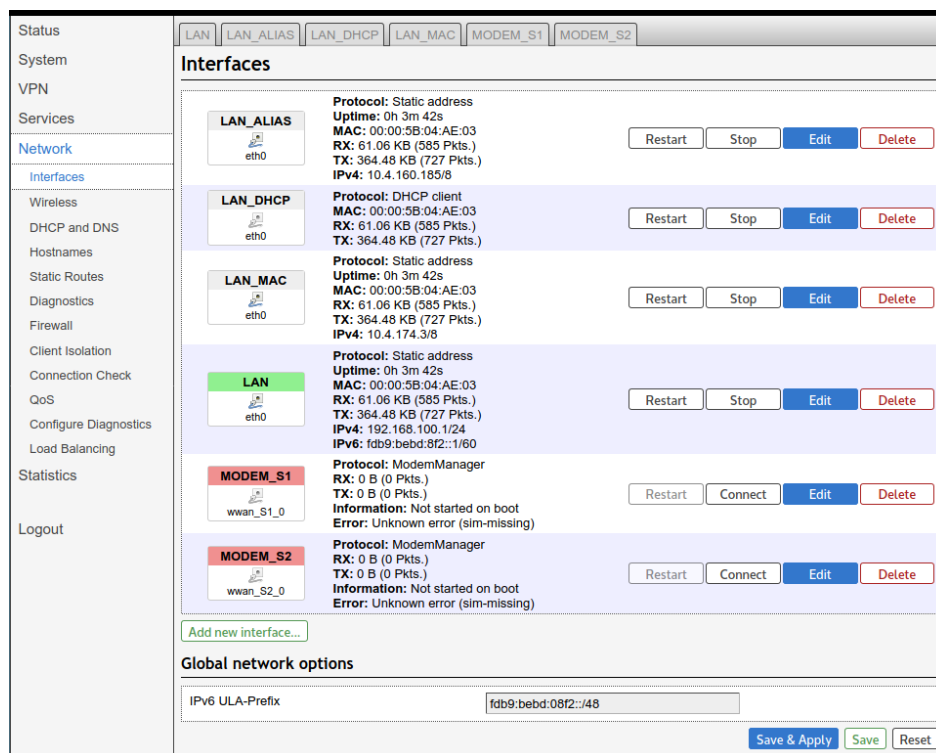 Status
System
VPN
Services
Network
Interfaces
Wireless
DHCP and DNS
Hostnames
Static Routes
Diagnostics
Firewall
Client Isolation
Connection Check
QoS
Configure Diagnostics
Load Balancing
Statistics
Logout
LAN LAN_ALIAS LAN_DHCP LAN_MAC MODEM_S1 MODEM_S2
Interfaces
LAN_ALIAS
eth0
Protocol: Static address
Uptime: 0h 3m 42s
MAC: 00:00:5B:04:AE:03
RX: 61.06 KB (585 Pkts.)
TX: 364.48 KB (727 Pkts.)
IPv4: 10.4.160.185/8
Restart Stop Edit Delete
LAN_DHCP
eth0
Protocol: DHCP client
MAC: 00:00:5B:04:AE:03
RX: 61.06 KB (585 Pkts.)
TX: 364.48 KB (727 Pkts.)
Restart Stop Edit Delete
LAN_MAC
eth0
Protocol: Static address
Uptime: 0h 3m 42s
MAC: 00:00:5B:04:AE:03
RX: 61.06 KB (585 Pkts.)
TX: 364.48 KB (727 Pkts.)
IPv4: 10.4.174.3/8
Restart Stop Edit Delete
LAN
eth0
Protocol: Static address
Uptime: 0h 3m 42s
MAC: 00:00:5B:04:AE:03
RX: 61.06 KB (585 Pkts.)
TX: 364.48 KB (727 Pkts.)
IPv4: 192.168.100.1/24
IPv6: fdb9:bebd:8f2::1/60
Restart Stop Edit Delete
MODEM_S1
wwan_S1_0
Protocol: ModemManager
RX: 0 B (0 Pkts.)
TX: 0 B (0 Pkts.)
Information: Not started on boot
Error: Unknown error (sim-missing)
Restart Connect Edit Delete
MODEM_S2
wwan_S2_0
Protocol: ModemManager
RX: 0 B (0 Pkts.)
TX: 0 B (0 Pkts.)
Information: Not started on boot
Error: Unknown error (sim-missing)
Restart Connect Edit Delete
Add new interface...
Global network options
IPv6 ULA-Prefix
fdb9:bebd:08f2::/48
Save & Apply Save Reset